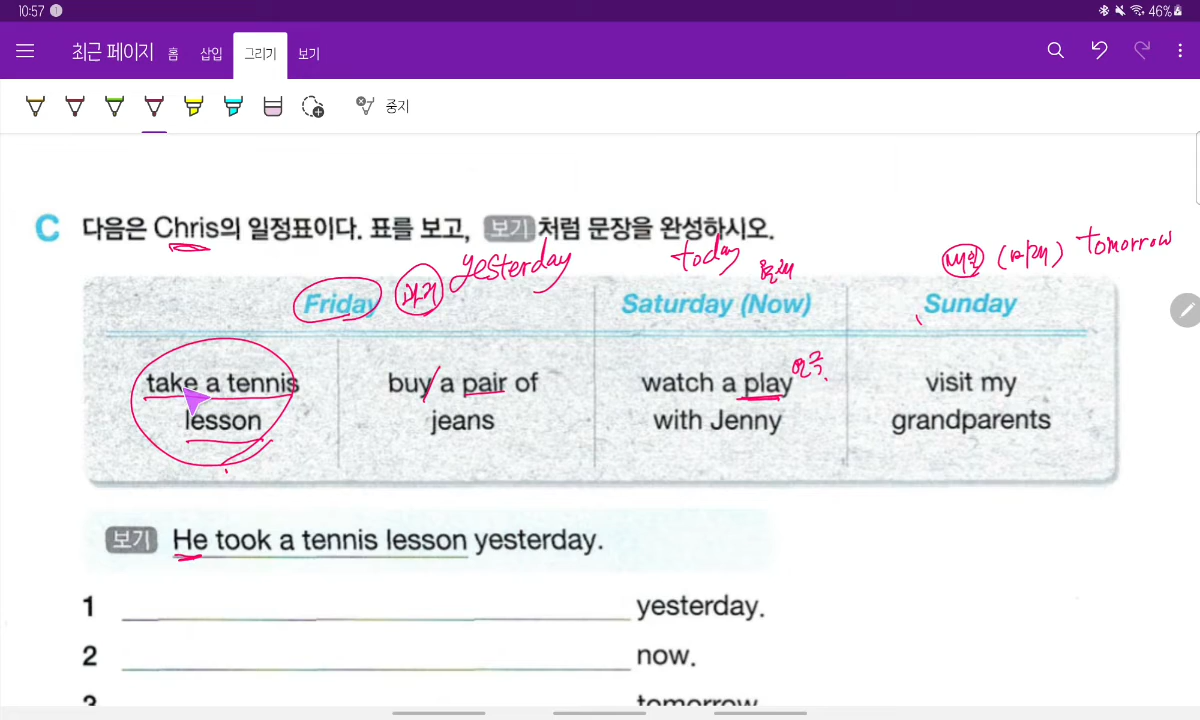 10:57
46%
최근 페이지 홈 삽입 그리기 보기
중지
C 다음은 Chris의 일정표이다. 표를 보고, 보기 처럼 문장을 완성하시오.
yesterday today 내일 (미래) tomorrow
Friday 과거 Saturday (Now) Sunday
take a tennis lesson
buy a pair of jeans
watch a play with Jenny
연극
visit my grandparents
보기 He took a tennis lesson yesterday.
1 yesterday.
2 now.
3 tomorrow